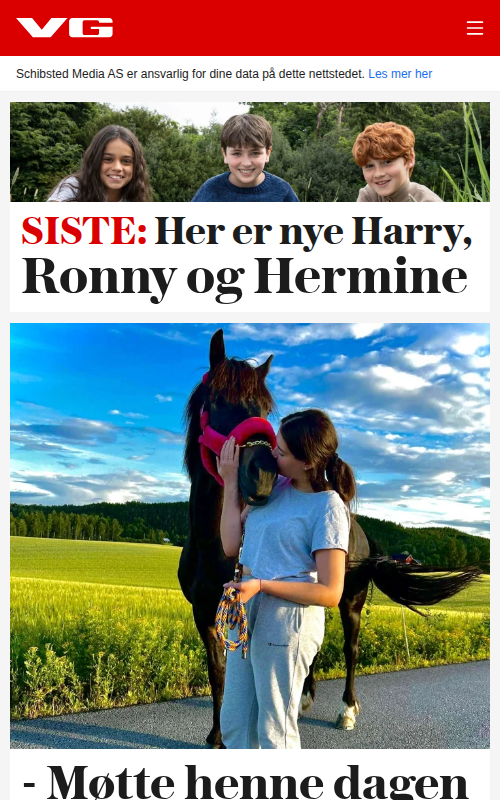 VG
Schibsted Media AS er ansvarlig for dine data på dette nettstedet. Les mer her
SISTE: Her er nye Harry,
Ronny og Hermine
- Møtte henne dagen